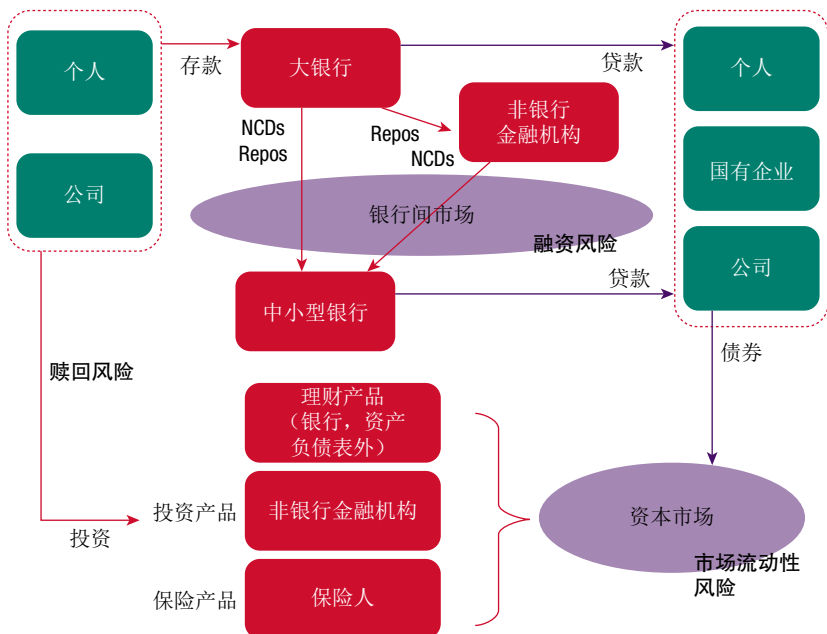 个人
存款
大银行
贷款
个人
NCDs
Repos
Repos
NCDs
非银行
金融机构
国有企业
公司
银行间市场
融资风险
公司
中小型银行
贷款
债券
赎回风险
理财产品
（银行，资产
负债表外）
投资产品
非银行金融机构
资本市场
投资
市场流动性
风险
保险产品
保险人